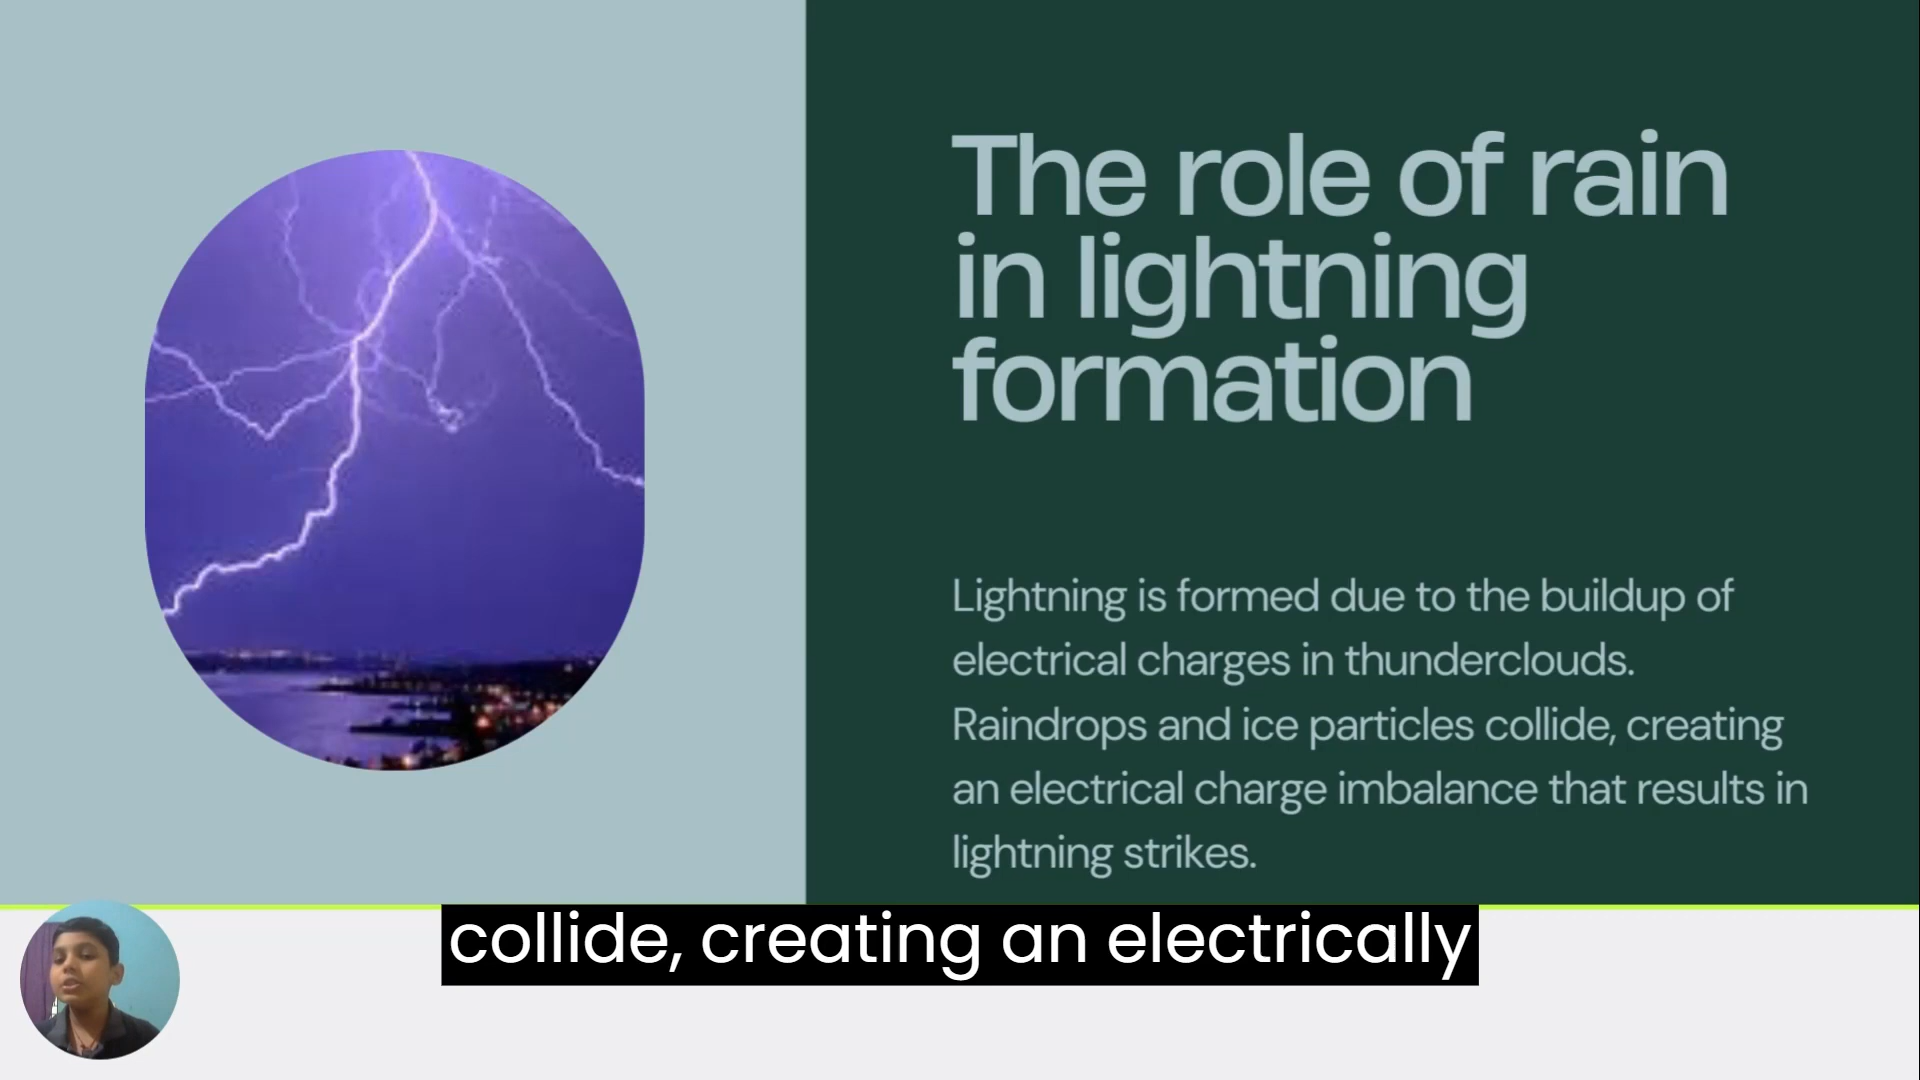 The role of rain
in lightning
formation
Lightning is formed due to the buildup of
electrical charges in thunderclouds.
Raindrops and ice particles collide, creating
an electrical charge imbalance that results in
lightning strikes.
collide, creating an electrically